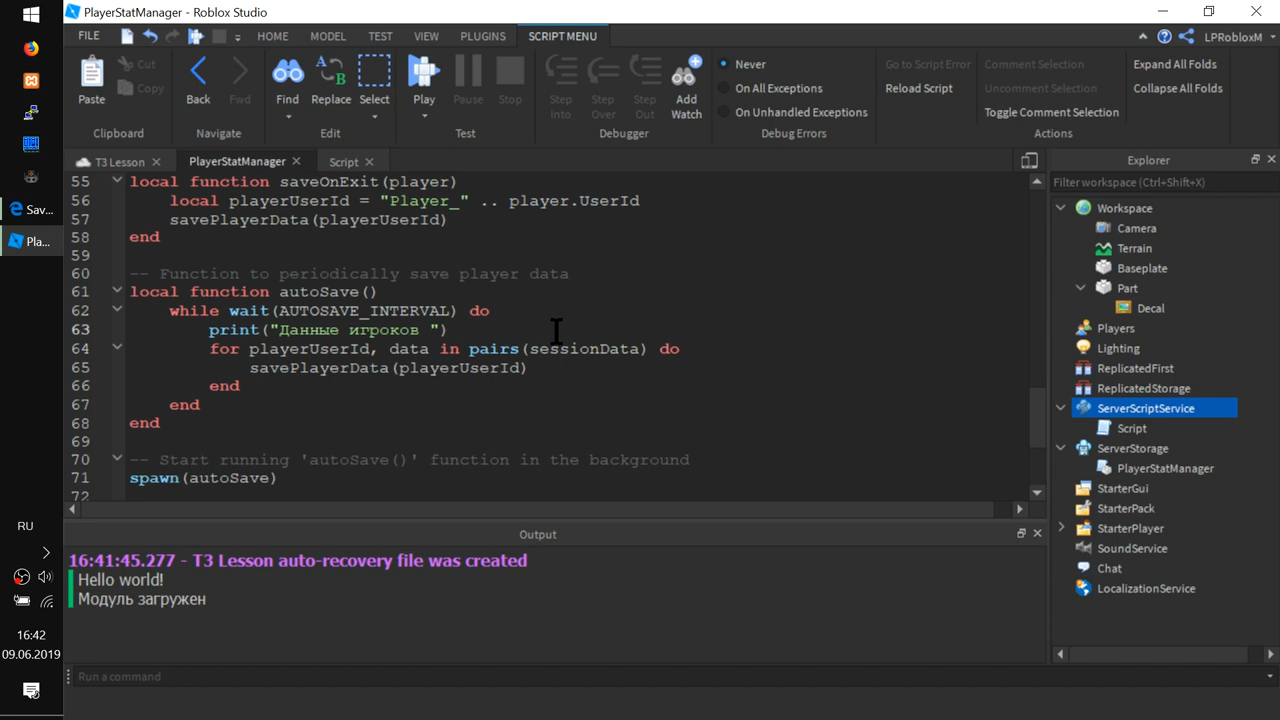 PlayerStatManager - Roblox Studio
FILE
HOME
MODEL
TEST
VIEW
PLUGINS
SCRIPT MENU
LPRobloxM
Paste
Cut
Copy
Clipboard
Back
Fwd
Navigate
Find
Replace
Select
Edit
Play
Pause
Stop
Test
Step Into
Step Over
Step Out
Add Watch
Debugger
Never
On All Exceptions
On Unhandled Exceptions
Debug Errors
Go to Script Error
Reload Script
Comment Selection
Uncomment Selection
Toggle Comment Selection
Actions
Expand All Folds
Collapse All Folds
T3 Lesson
PlayerStatManager
Script
55 local function saveOnExit(player)
56 local playerUserId = "Player_" .. player.UserId
57 savePlayerData(playerUserId)
58 end
59
60 -- Function to periodically save player data
61 local function autoSave()
62 while wait(AUTOSAVE_INTERVAL) do
63 print("Данные игроков ")
64 for playerUserId, data in pairs(sessionData) do
65 savePlayerData(playerUserId)
66 end
67 end
68 end
69
70 -- Start running 'autoSave()' function in the background
71 spawn(autoSave)
72
Output
16:41:45.277 - T3 Lesson auto-recovery file was created
Hello world!
Модуль загружен
Run a command
Explorer
Filter workspace (Ctrl+Shift+X)
Workspace
Camera
Terrain
Baseplate
Part
Decal
Players
Lighting
ReplicatedFirst
ReplicatedStorage
ServerScriptService
Script
ServerStorage
PlayerStatManager
StarterGui
StarterPack
StarterPlayer
SoundService
Chat
LocalizationService
Sav...
Pla...
RU
16:42
09.06.2019